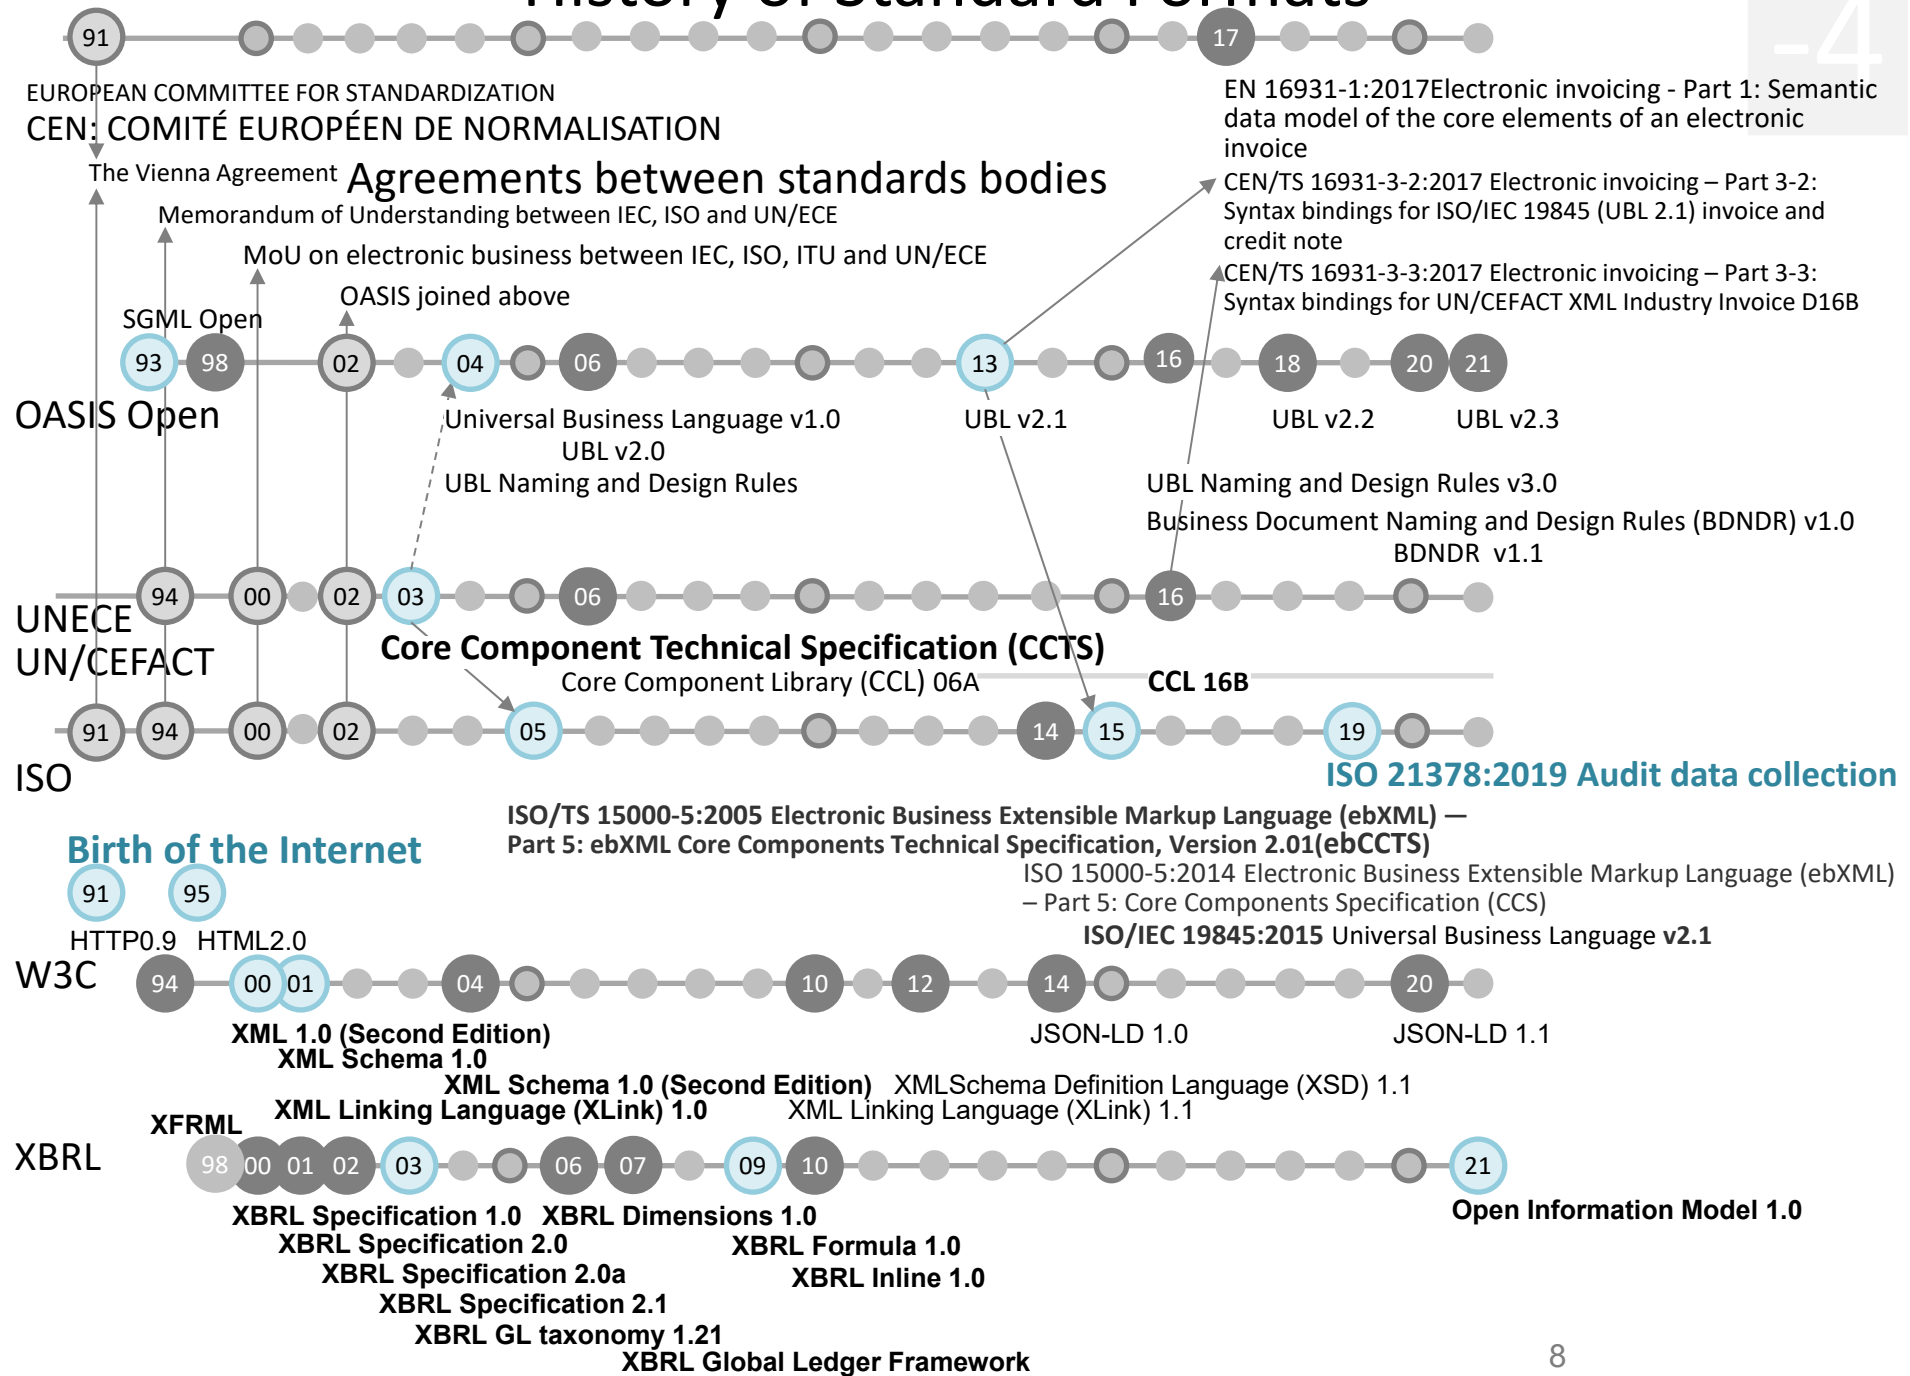 History of Standard Formats
-4
91
17
EUROPEAN COMMITTEE FOR STANDARDIZATION
CEN: COMITÉ EUROPÉEN DE NORMALISATION
EN 16931-1:2017Electronic invoicing - Part 1: Semantic
data model of the core elements of an electronic
invoice
CEN/TS 16931-3-2:2017 Electronic invoicing – Part 3-2:
Syntax bindings for ISO/IEC 19845 (UBL 2.1) invoice and
credit note
CEN/TS 16931-3-3:2017 Electronic invoicing – Part 3-3:
Syntax bindings for UN/CEFACT XML Industry Invoice D16B
The Vienna Agreement
Agreements between standards bodies
Memorandum of Understanding between IEC, ISO and UN/ECE
MoU on electronic business between IEC, ISO, ITU and UN/ECE
OASIS joined above
SGML Open
93 98 02 04 06 13 16 18 20 21
OASIS Open
Universal Business Language v1.0
UBL v2.0
UBL Naming and Design Rules
UBL v2.1
UBL v2.2
UBL v2.3
UBL Naming and Design Rules v3.0
Business Document Naming and Design Rules (BDNDR) v1.0
BDNDR v1.1
94 00 02 03 06 16
UNECE
UN/CEFACT
Core Component Technical Specification (CCTS)
Core Component Library (CCL) 06A
CCL 16B
91 94 00 02 05 14 15 19
ISO
ISO 21378:2019 Audit data collection
ISO/TS 15000-5:2005 Electronic Business Extensible Markup Language (ebXML) —
Part 5: ebXML Core Components Technical Specification, Version 2.01(ebCCTS)
ISO 15000-5:2014 Electronic Business Extensible Markup Language (ebXML)
– Part 5: Core Components Specification (CCS)
ISO/IEC 19845:2015 Universal Business Language v2.1
Birth of the Internet
91 95
HTTP0.9 HTML2.0
W3C
94 00 01 04 10 12 14 20
XML 1.0 (Second Edition)
XML Schema 1.0
XML Schema 1.0 (Second Edition)
XMLSchema Definition Language (XSD) 1.1
XML Linking Language (XLink) 1.0
XML Linking Language (XLink) 1.1
JSON-LD 1.0
JSON-LD 1.1
XFRML
XBRL
98 00 01 02 03 06 07 09 10 21
XBRL Specification 1.0
XBRL Dimensions 1.0
Open Information Model 1.0
XBRL Specification 2.0
XBRL Formula 1.0
XBRL Specification 2.0a
XBRL Inline 1.0
XBRL Specification 2.1
XBRL GL taxonomy 1.21
XBRL Global Ledger Framework
8